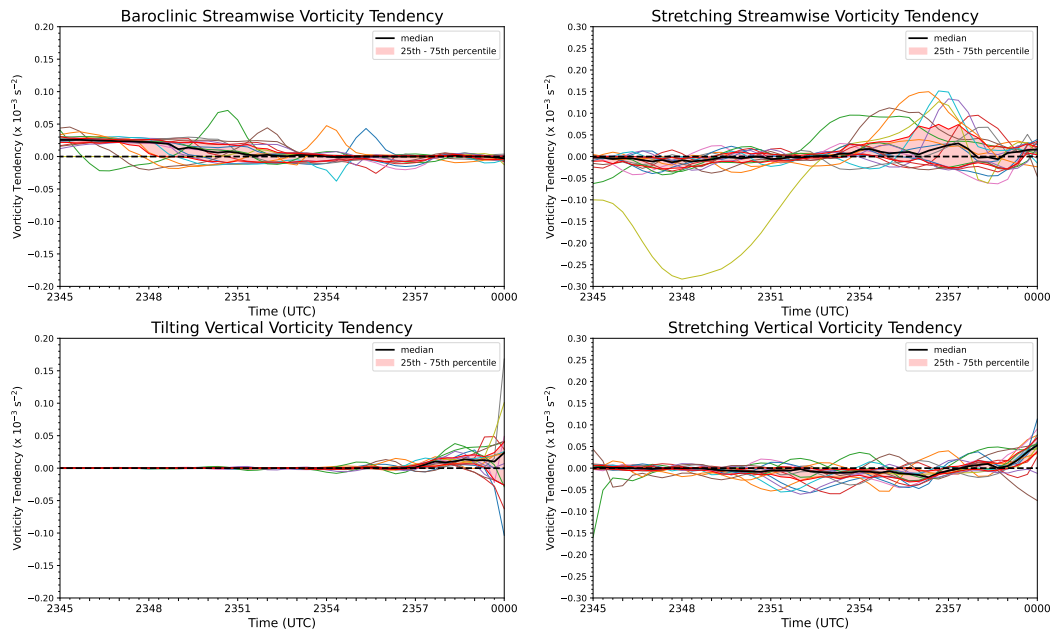 Baroclinic Streamwise Vorticity Tendency
0.20
0.15
0.10
0.05
0.00
−0.05
−0.10
−0.15
−0.20
Vorticity Tendency (x 10⁻³ s⁻²)
median
25th - 75th percentile
2345 2348 2351 2354 2357 0000
Time (UTC)
Stretching Streamwise Vorticity Tendency
0.30
0.25
0.20
0.15
0.10
0.05
0.00
−0.05
−0.10
−0.15
−0.20
−0.25
−0.30
Vorticity Tendency (x 10⁻³ s⁻²)
median
25th - 75th percentile
2345 2348 2351 2354 2357 0000
Time (UTC)
Tilting Vertical Vorticity Tendency
0.20
0.15
0.10
0.05
0.00
−0.05
−0.10
−0.15
−0.20
Vorticity Tendency (x 10⁻³ s⁻²)
median
25th - 75th percentile
2345 2348 2351 2354 2357 0000
Time (UTC)
Stretching Vertical Vorticity Tendency
0.30
0.25
0.20
0.15
0.10
0.05
0.00
−0.05
−0.10
−0.15
−0.20
−0.25
−0.30
Vorticity Tendency (x 10⁻³ s⁻²)
median
25th - 75th percentile
2345 2348 2351 2354 2357 0000
Time (UTC)